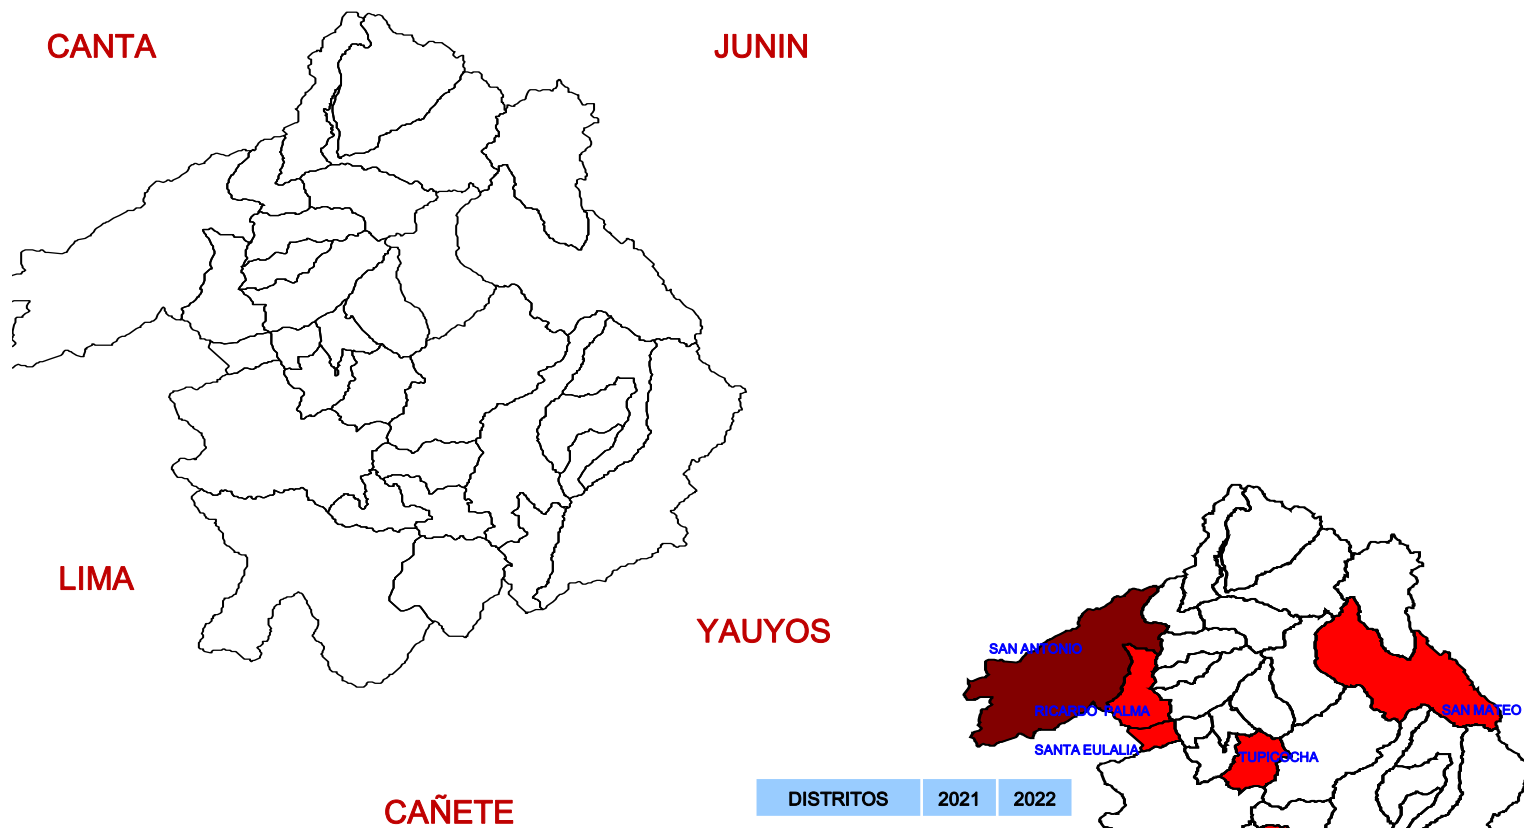 CANTA
JUNIN
LIMA
YAUYOS
CAÑETE
SAN ANTONIO
RICARDO PALMA
SAN MATEO
SANTA EULALIA
TUPICOCHA
DISTRITOS 2021 2022